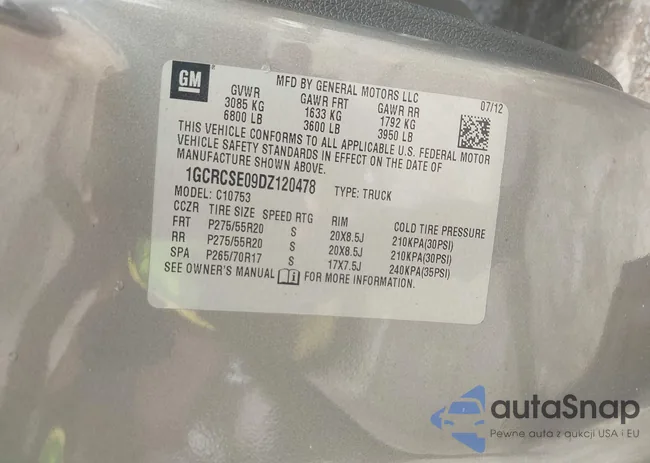 GM
MFD BY GENERAL MOTORS LLC
07/12
GVWR GAWR FRT GAWR RR
3085 KG 1633 KG 1792 KG
6800 LB 3600 LB 3950 LB
THIS VEHICLE CONFORMS TO ALL APPLICABLE U.S. FEDERAL MOTOR
VEHICLE SAFETY STANDARDS IN EFFECT ON THE DATE OF
MANUFACTURE SHOWN ABOVE.
1GCRCSE09DZ120478 TYPE: TRUCK
MODEL: C10753
CCZR TIRE SIZE SPEED RTG RIM COLD TIRE PRESSURE
FRT P275/55R20 S 20X8.5J 210KPA(30PSI)
RR P275/55R20 S 20X8.5J 210KPA(30PSI)
SPA P265/70R17 S 17X7.5J 240KPA(35PSI)
SEE OWNER'S MANUAL FOR MORE INFORMATION.
autaSnap
Pewne auta z aukcji USA i EU